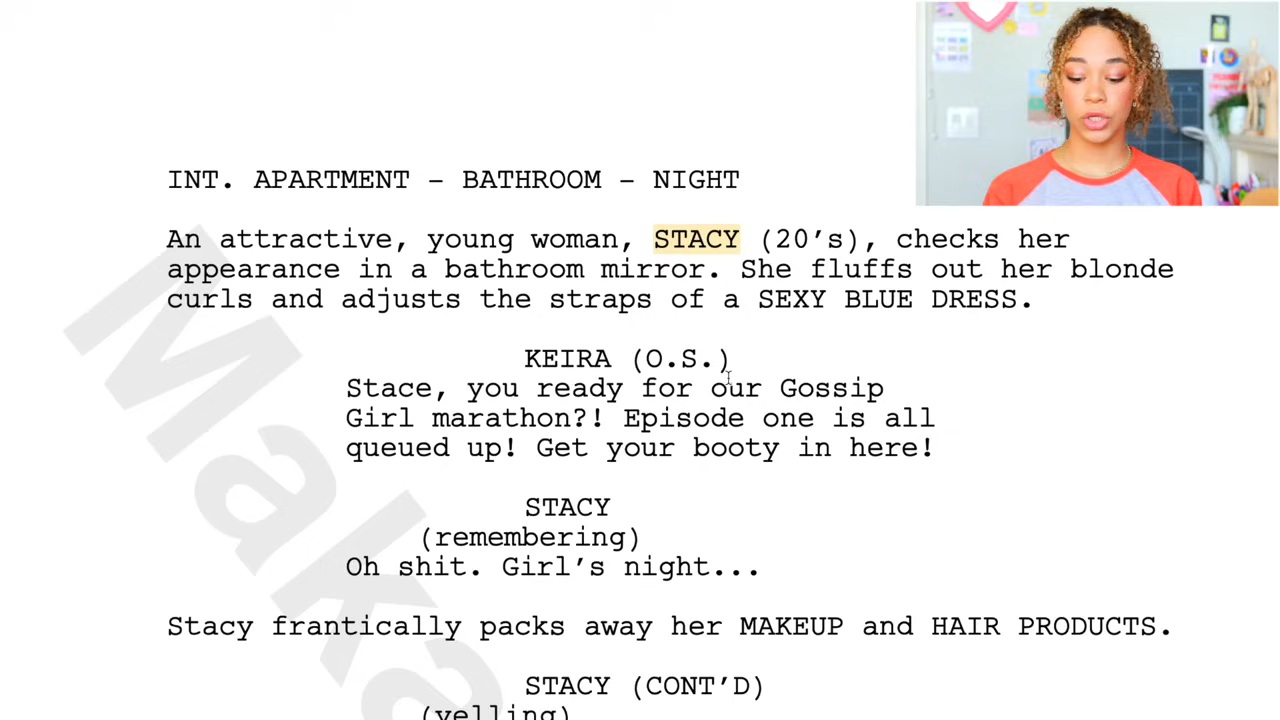 INT. APARTMENT – BATHROOM – NIGHT
An attractive, young woman, STACY (20’s), checks her
appearance in a bathroom mirror. She fluffs out her blonde
curls and adjusts the straps of a SEXY BLUE DRESS.
KEIRA (O.S.)
Stace, you ready for our Gossip
Girl marathon?! Episode one is all
queued up! Get your booty in here!
STACY
(remembering)
Oh shit. Girl’s night...
Stacy frantically packs away her MAKEUP and HAIR PRODUCTS.
STACY (CONT’D)
(yelling)
Maka